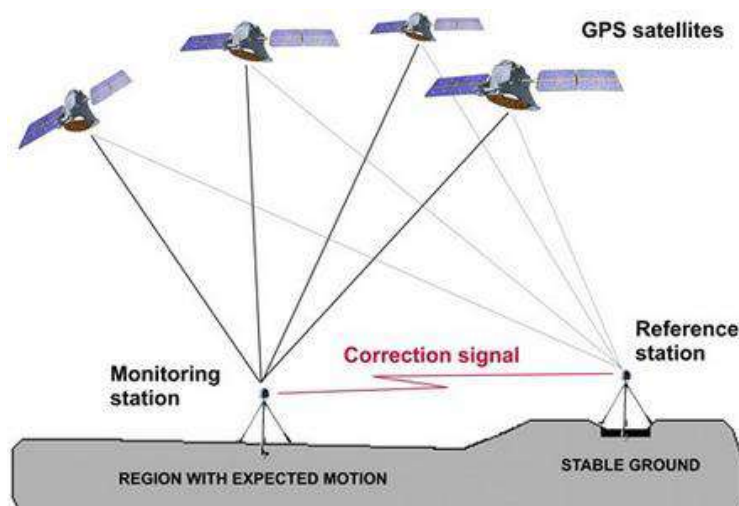 GPS satellites
Correction signal
Reference
station
Monitoring
station
REGION WITH EXPECTED MOTION
STABLE GROUND